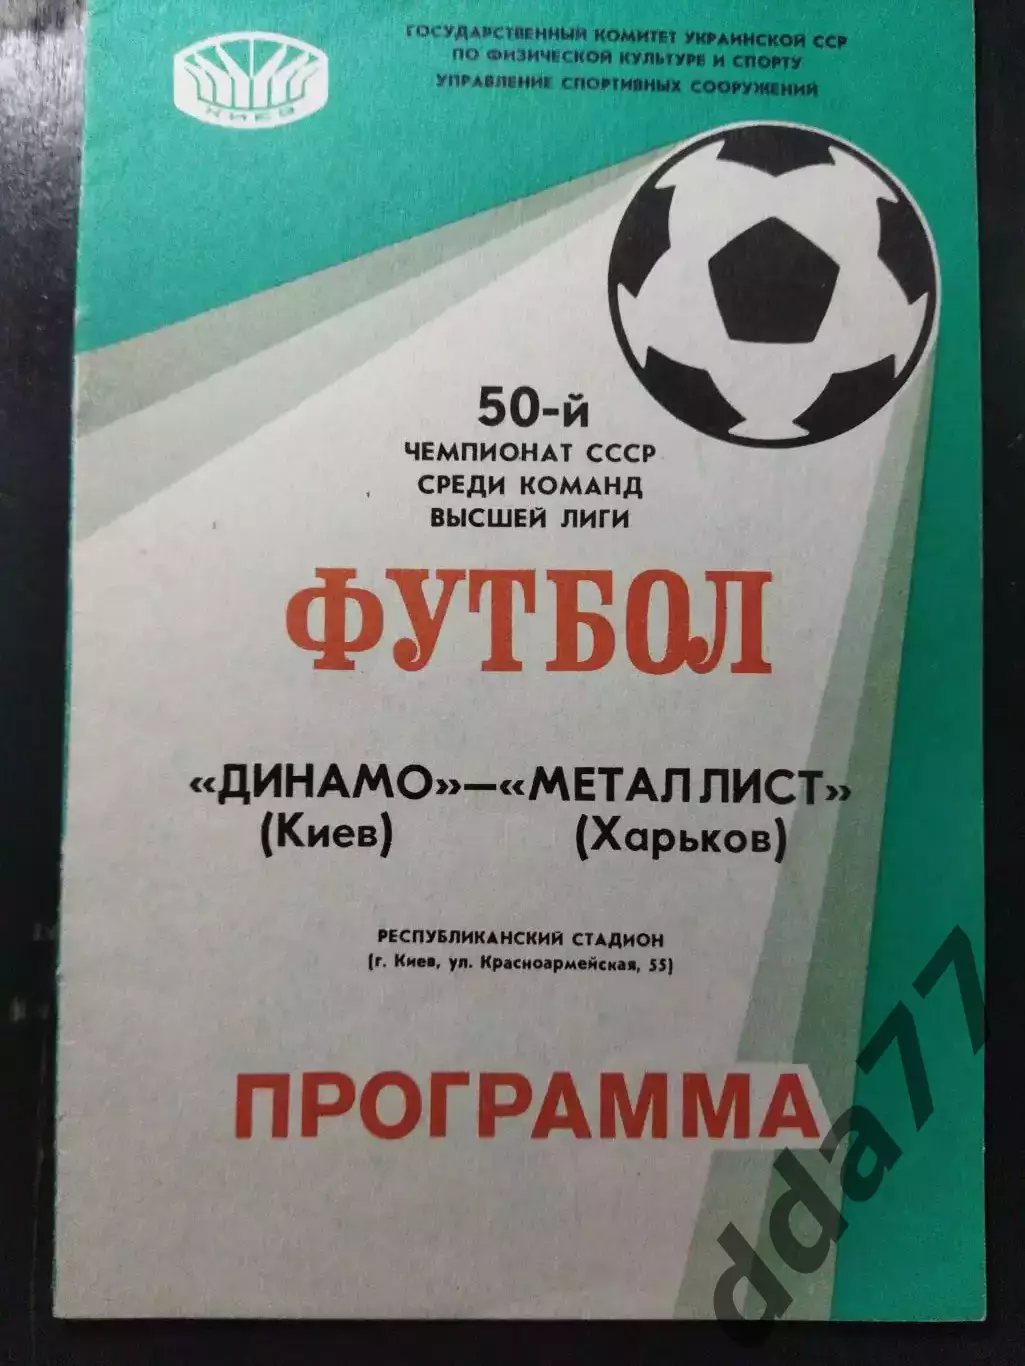 ГОСУДАРСТВЕННЫЙ КОМИТЕТ УКРАИНСКОЙ ССР
ПО ФИЗИЧЕСКОЙ КУЛЬТУРЕ И СПОРТУ
УПРАВЛЕНИЕ СПОРТИВНЫХ СООРУЖЕНИЙ
КИЕВ
50-й
ЧЕМПИОНАТ СССР
СРЕДИ КОМАНД
ВЫСШЕЙ ЛИГИ
ФУТБОЛ
«ДИНАМО»—«МЕТАЛЛИСТ»
(Киев) (Харьков)
РЕСПУБЛИКАНСКИЙ СТАДИОН
(г. Киев, ул. Красноармейская, 55)
ПРОГРАММА
dda77